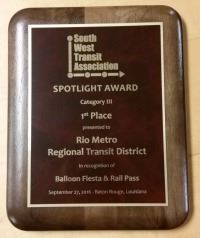 South
West
Transit
Association
SPOTLIGHT AWARD
Category III
1st Place
presented to
Rio Metro
Regional Transit District
in recognition of
Balloon Fiesta & Rail Pass
September 27, 2016 - Baton Rouge, Louisiana